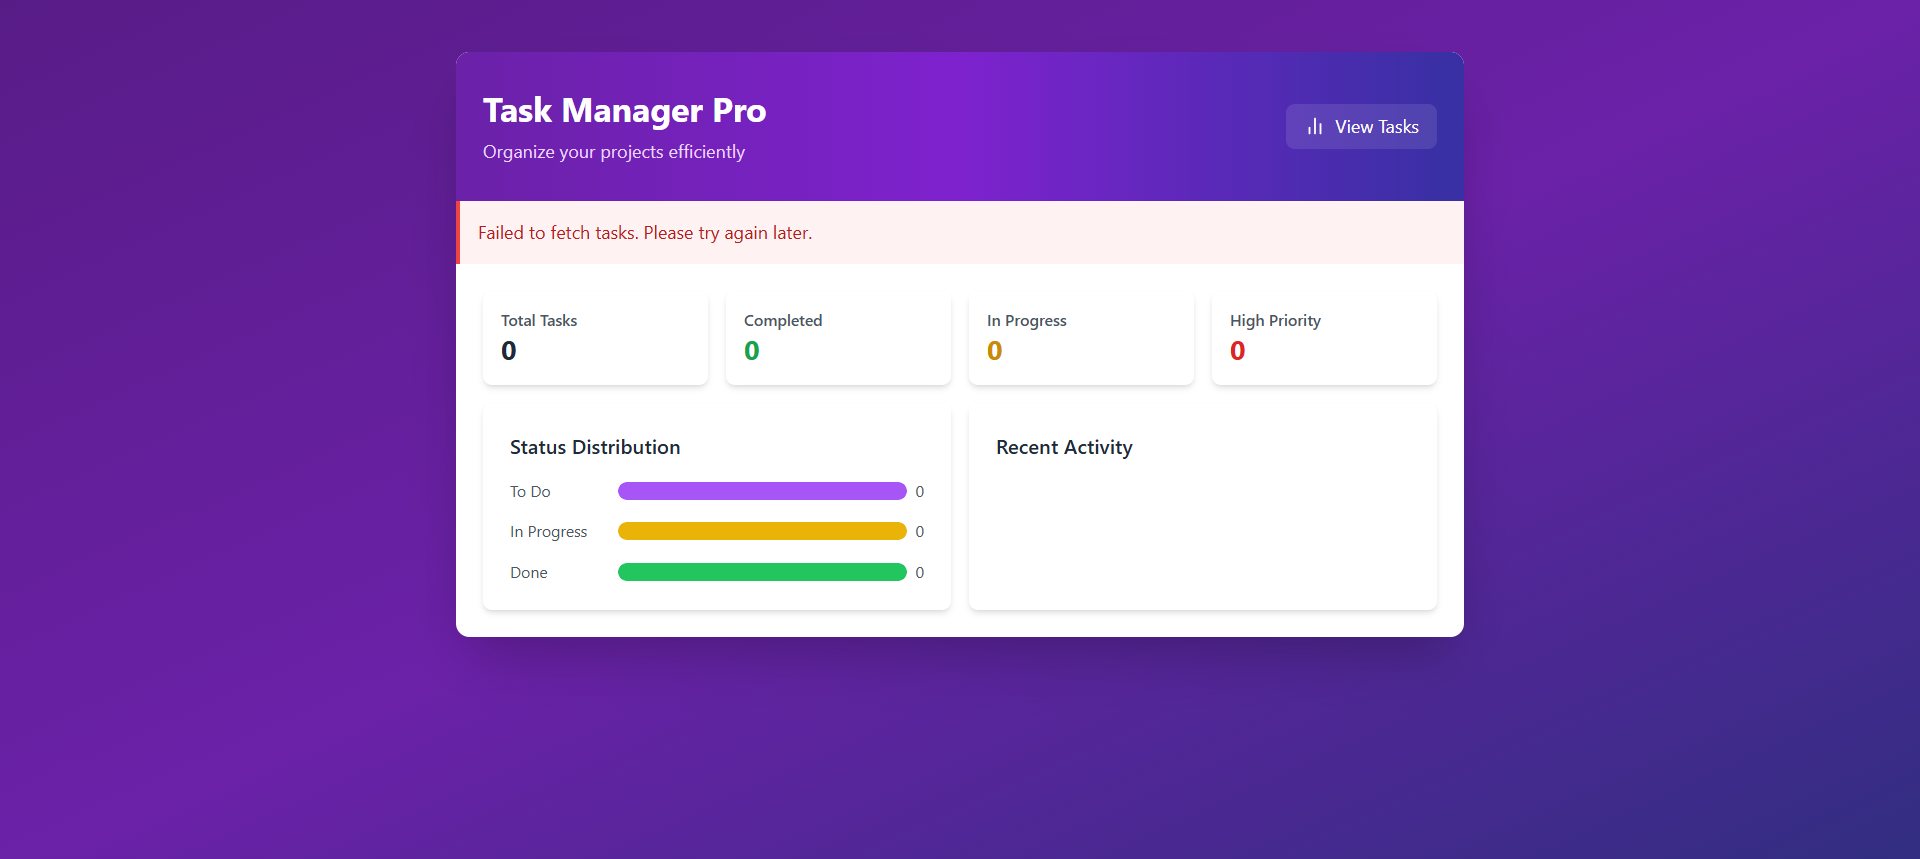 Task Manager Pro
Organize your projects efficiently
View Tasks
Failed to fetch tasks. Please try again later.
Total Tasks
0
Completed
0
In Progress
0
High Priority
0
Status Distribution
To Do 0
In Progress 0
Done 0
Recent Activity